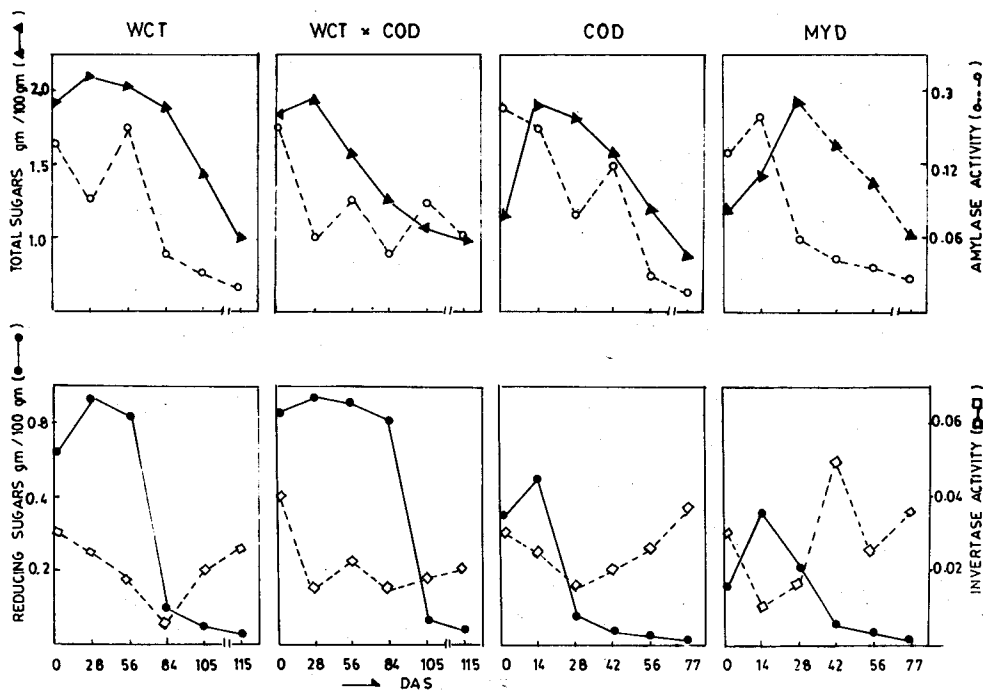 WCT WCT × COD COD MYD
TOTAL SUGARS gm /100gm
2.0
1.5
1.0
0.3
0.12
0.06
AMYLASE ACTIVITY
REDUCING SUGARS gm/100 gm
0.8
0.4
0.2
0.06
0.04
0.02
INVERTASE ACTIVITY
0 28 56 84 105 115 0 28 56 84 105 115 0 14 28 42 56 77 0 14 28 42 56 77
DAS